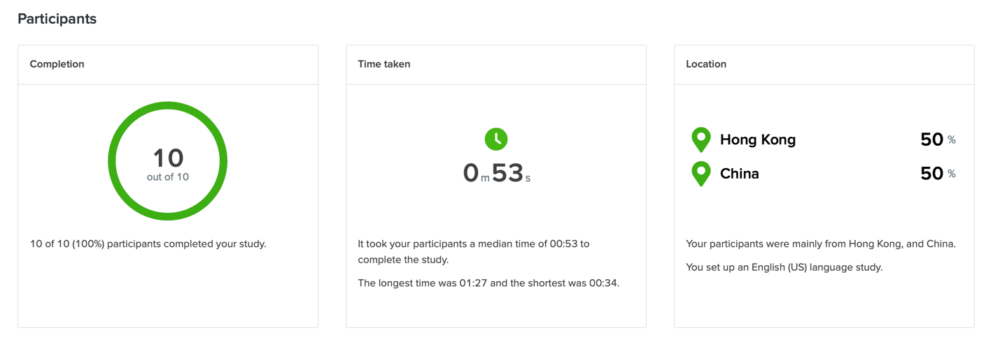 Participants
Completion
10
out of 10
10 of 10 (100%) participants completed your study.
Time taken
0 m 53 s
It took your participants a median time of 00:53 to
complete the study.
The longest time was 01:27 and the shortest was 00:34.
Location
Hong Kong 50 %
China 50 %
Your participants were mainly from Hong Kong, and China.
You set up an English (US) language study.